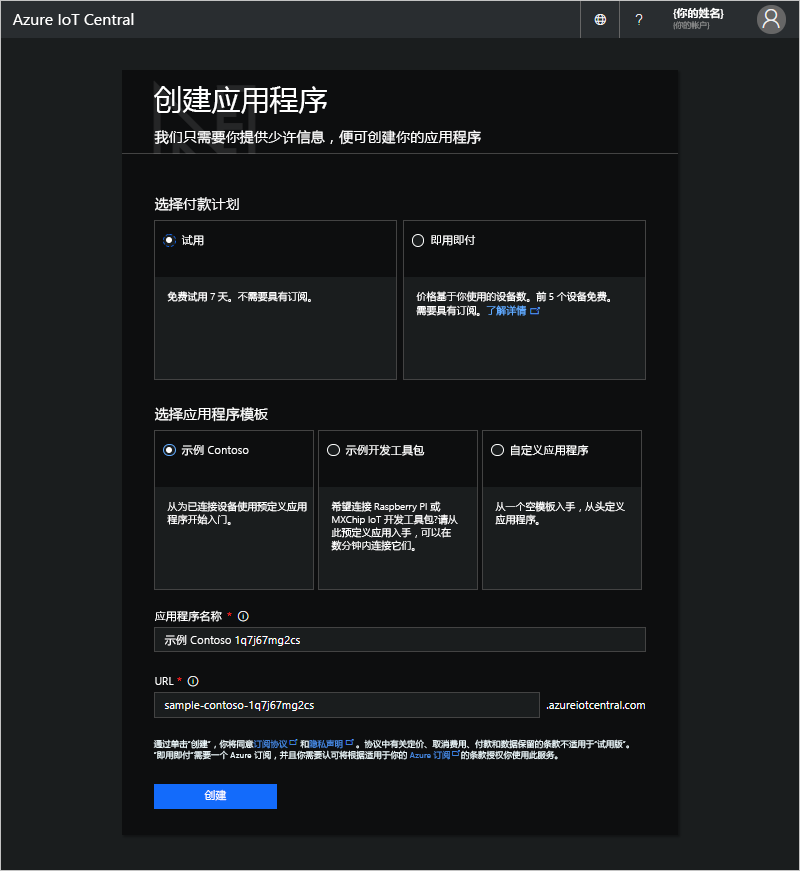 Azure IoT Central
?
{你的姓名}
{你的帐户}
创建应用程序
我们只需要你提供少许信息，便可创建你的应用程序
选择付款计划
试用
即用即付
免费试用 7 天。不需要具有订阅。
价格基于你使用的设备数。前 5 个设备免费。
需要具有订阅。了解详情
选择应用程序模板
示例 Contoso
示例开发工具包
自定义应用程序
从为已连接设备使用预定义应用
程序开始入门。
希望连接 Raspberry PI 或
MXChip IoT 开发工具包?请从
此预定义应用入手，可以在
数分钟内连接它们。
从一个空模板入手，从头定义
应用程序。
应用程序名称 *
示例 Contoso 1q7j67mg2cs
URL *
sample-contoso-1q7j67mg2cs
.azureiotcentral.com
通过单击“创建”，你将同意订阅协议 和隐私声明 。协议中有关定价、取消费用、付款和数据保留的条款不适用于“试用版”。
“即用即付”需要一个 Azure 订阅，并且你需要认可将根据适用于你的 Azure 订阅 的条款授权你使用此服务。
创建